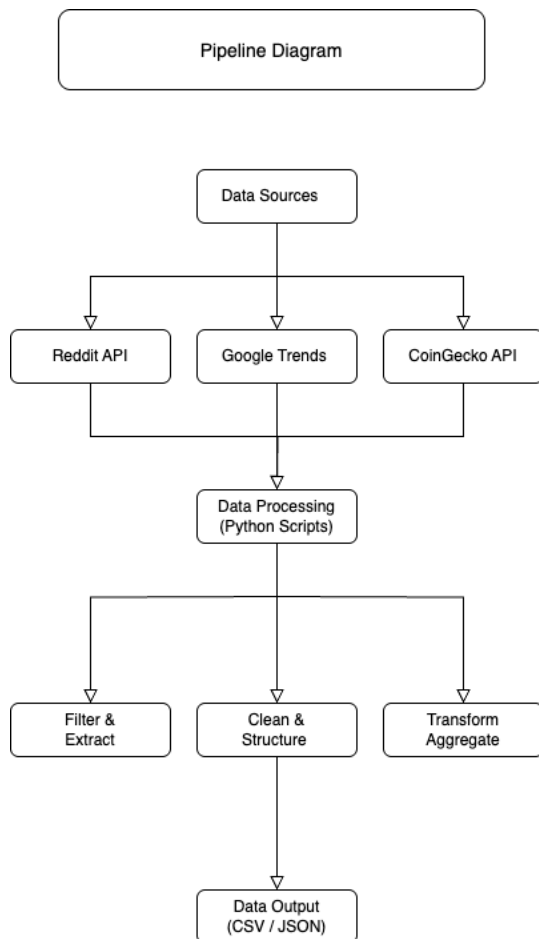 Pipeline Diagram
Data Sources
Reddit API
Google Trends
CoinGecko API
Data Processing
(Python Scripts)
Filter &
Extract
Clean &
Structure
Transform
Aggregate
Data Output
(CSV / JSON)